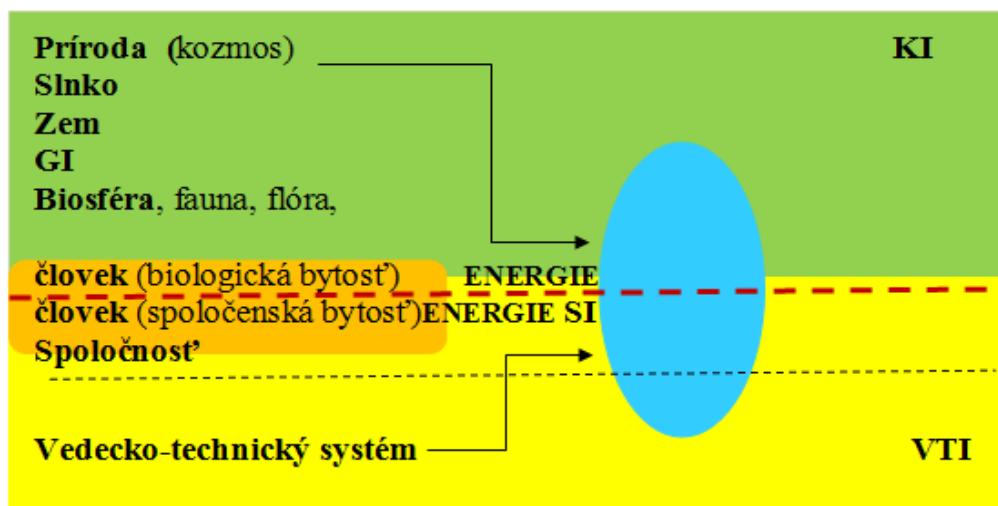 Príroda (kozmos) KI
Slnko
Zem
GI
Biosféra, fauna, flóra,
človek (biologická bytosť) ENERGIE
človek (spoločenská bytosť)ENERGIE SI
Spoločnosť
Vedecko-technický systém VTI